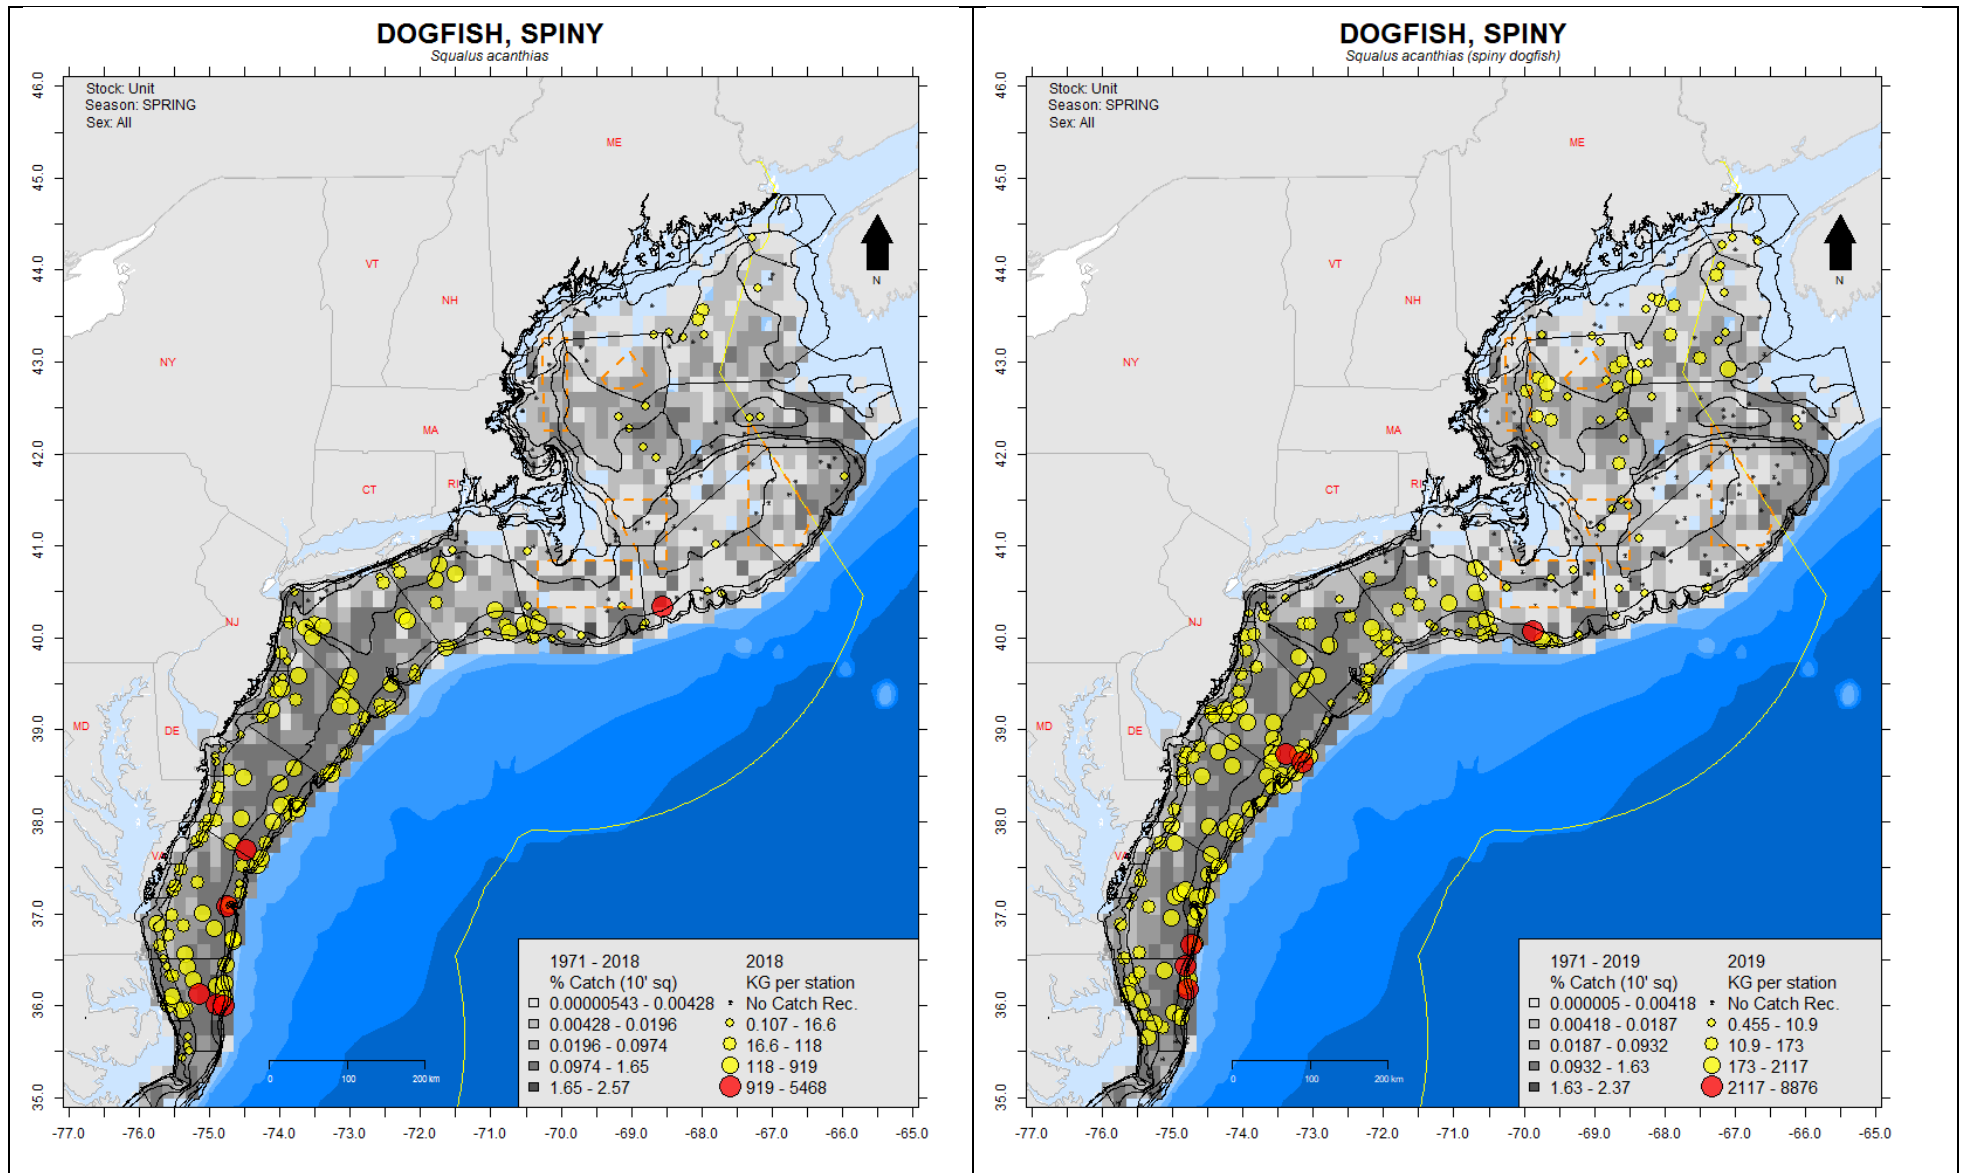 DOGFISH, SPINY
Squalus acanthias
Stock: Unit
Season: SPRING
Sex: All
46.0
45.0
44.0
43.0
42.0
41.0
40.0
39.0
38.0
37.0
36.0
35.0
ME
VT
NH
NY
MA
CT
RI
NJ
MD
DE
VA
N
1971 - 2018
% Catch (10' sq)
0.00000543 - 0.00428
0.00428 - 0.0196
0.0196 - 0.0974
0.0974 - 1.65
1.65 - 2.57
2018
KG per station
No Catch Rec.
0.107 - 16.6
16.6 - 118
118 - 919
919 - 5468
0 100 200 km
-77.0 -76.0 -75.0 -74.0 -73.0 -72.0 -71.0 -70.0 -69.0 -68.0 -67.0 -66.0 -65.0
DOGFISH, SPINY
Squalus acanthias (spiny dogfish)
Stock: Unit
Season: SPRING
Sex: All
46.0
45.0
44.0
43.0
42.0
41.0
40.0
39.0
38.0
37.0
36.0
35.0
ME
VT
NH
NY
MA
CT
RI
NJ
MD
DE
VA
N
1971 - 2019
% Catch (10' sq)
0.000005 - 0.00418
0.00418 - 0.0187
0.0187 - 0.0932
0.0932 - 1.63
1.63 - 2.37
2019
KG per station
No Catch Rec.
0.455 - 10.9
10.9 - 173
173 - 2117
2117 - 8876
0 100 200 km
-77.0 -76.0 -75.0 -74.0 -73.0 -72.0 -71.0 -70.0 -69.0 -68.0 -67.0 -66.0 -65.0